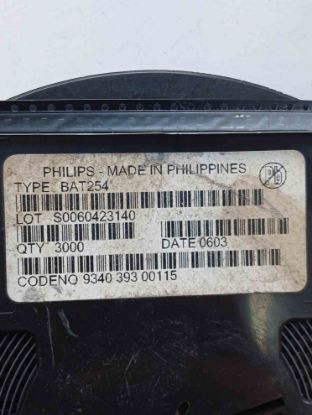 PHILIPS - MADE IN PHILIPPINES
TYPE BAT254
LOT S0060423140
QTY 3000 DATE 0603
CODENO 9340 393 00115